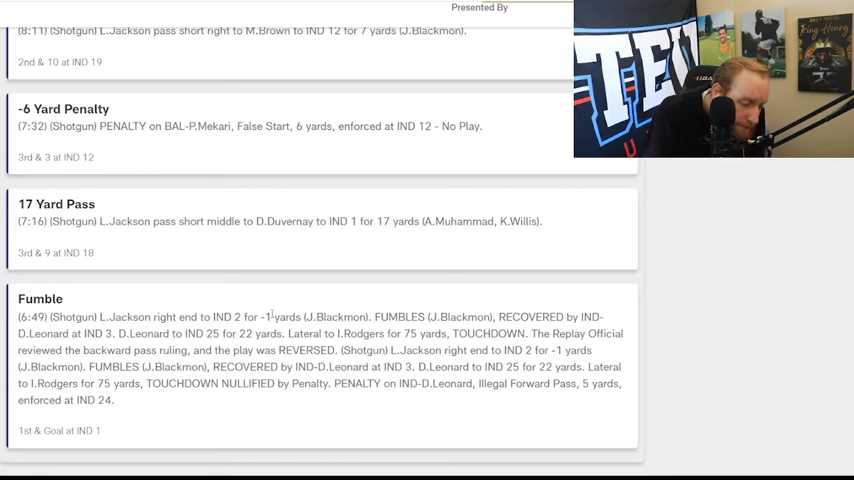 Presented By
(8:11) (Shotgun) L.Jackson pass short right to M.Brown to IND 12 for 7 yards (J.Blackmon).
2nd & 10 at IND 19
-6 Yard Penalty
(7:32) (Shotgun) PENALTY on BAL-P.Mekari, False Start, 6 yards, enforced at IND 12 - No Play.
3rd & 3 at IND 12
17 Yard Pass
(7:16) (Shotgun) L.Jackson pass short middle to D.Duvernay to IND 1 for 17 yards (A.Muhammad, K.Willis).
3rd & 9 at IND 18
Fumble
(6:49) (Shotgun) L.Jackson right end to IND 2 for -1 yards (J.Blackmon). FUMBLES (J.Blackmon), RECOVERED by IND-
D.Leonard at IND 3. D.Leonard to IND 25 for 22 yards. Lateral to I.Rodgers for 75 yards, TOUCHDOWN. The Replay Official
reviewed the backward pass ruling, and the play was REVERSED. (Shotgun) L.Jackson right end to IND 2 for -1 yards
(J.Blackmon). FUMBLES (J.Blackmon), RECOVERED by IND-D.Leonard at IND 3. D.Leonard to IND 25 for 22 yards. Lateral
to I.Rodgers for 75 yards, TOUCHDOWN NULLIFIED by Penalty. PENALTY on IND-D.Leonard, Illegal Forward Pass, 5 yards,
enforced at IND 24.
1st & Goal at IND 1
King Henry